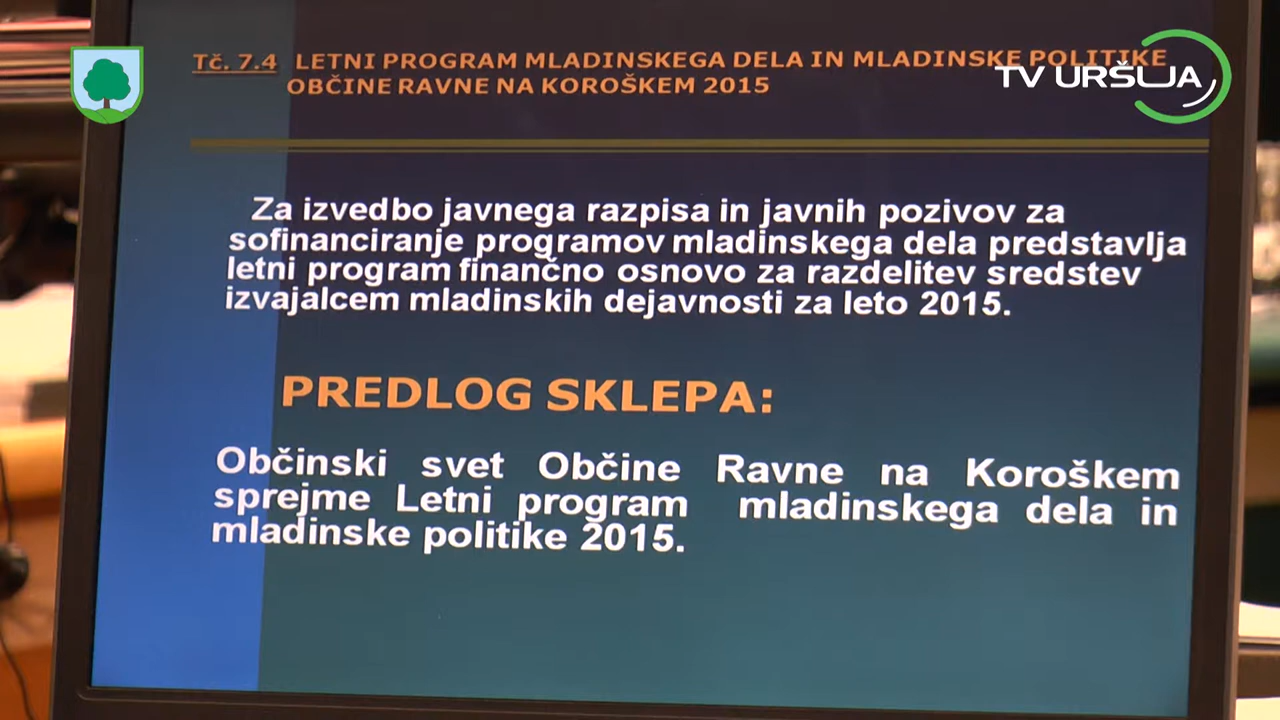 Tč. 7.4 LETNI PROGRAM MLADINSKEGA DELA IN MLADINSKE POLITIKE
OBČINE RAVNE NA KOROŠKEM 2015
TV URŠLJA
Za izvedbo javnega razpisa in javnih pozivov za
sofinanciranje programov mladinskega dela predstavlja
letni program finančno osnovo za razdelitev sredstev
izvajalcem mladinskih dejavnosti za leto 2015.
PREDLOG SKLEPA:
Občinski svet Občine Ravne na Koroškem
sprejme Letni program mladinskega dela in
mladinske politike 2015.